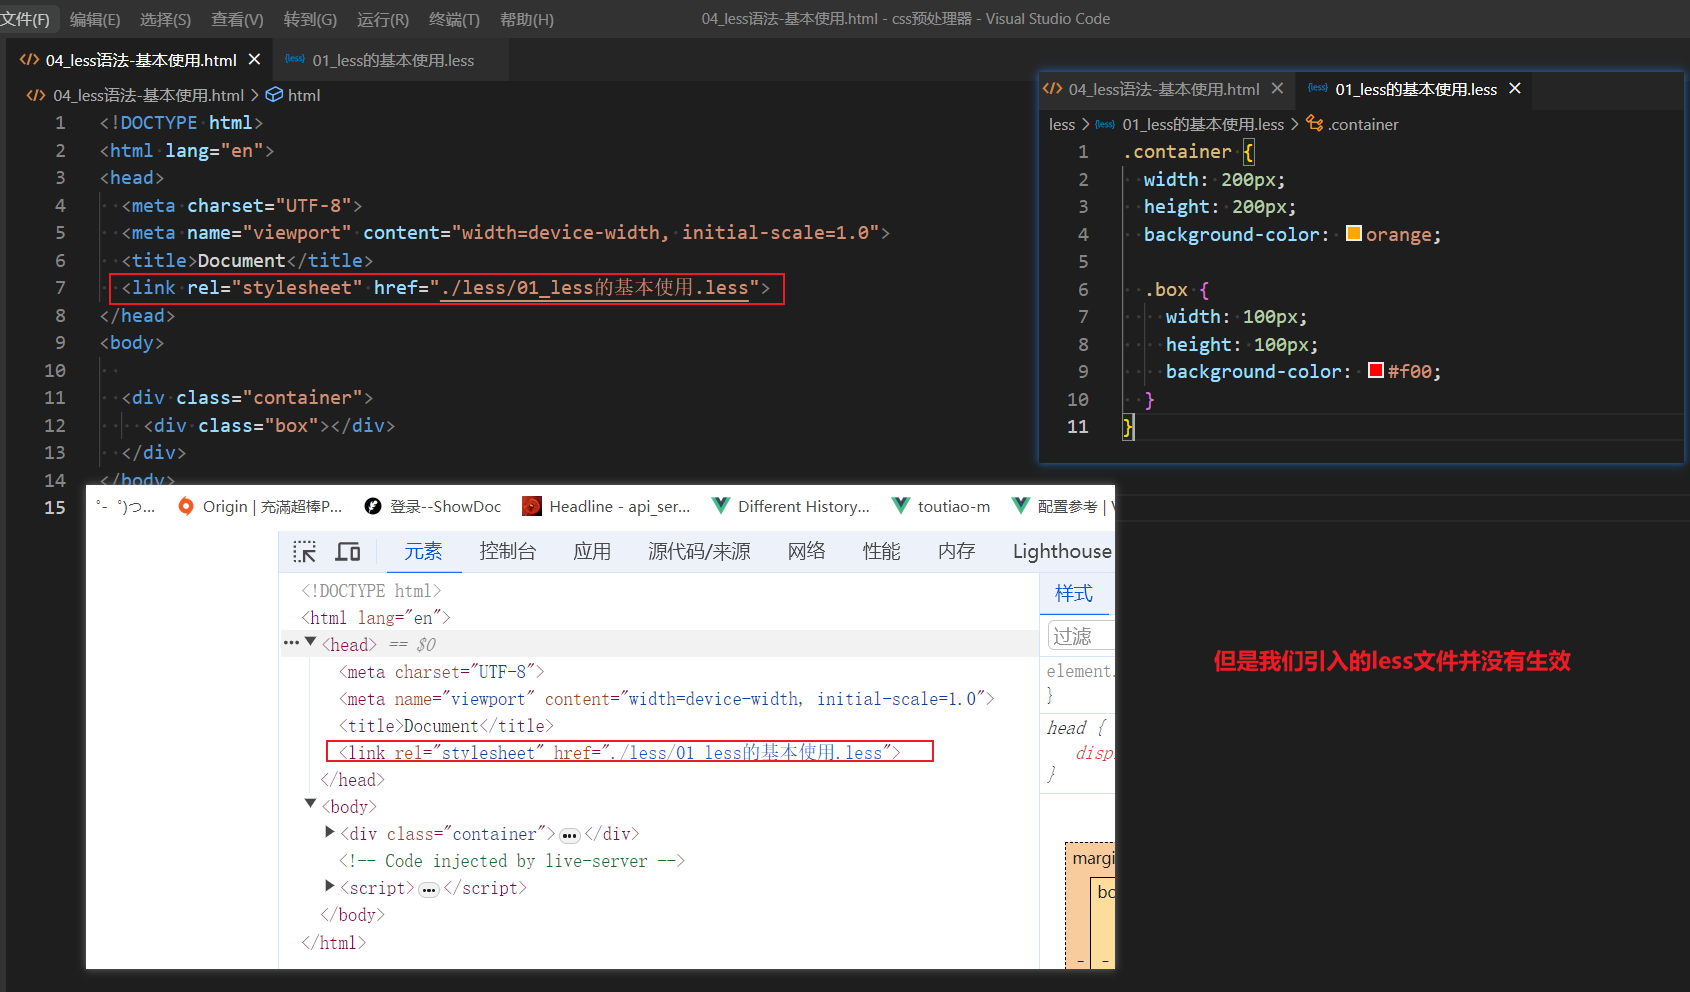 文件(F) 编辑(E) 选择(S) 查看(V) 转到(G) 运行(R) 终端(T) 帮助(H) 04_less语法-基本使用.html - css预处理器 - Visual Studio Code
04_less语法-基本使用.html 01_less的基本使用.less
04_less语法-基本使用.html > html
1 <!DOCTYPE html>
2 <html lang="en">
3 <head>
4 <meta charset="UTF-8">
5 <meta name="viewport" content="width=device-width, initial-scale=1.0">
6 <title>Document</title>
7 <link rel="stylesheet" href="./less/01_less的基本使用.less">
8 </head>
9 <body>
10
11 <div class="container">
12 <div class="box"></div>
13 </div>
14 </body>
15
04_less语法-基本使用.html {less} 01_less的基本使用.less
less > {less} 01_less的基本使用.less > .container
1 .container {
2 width: 200px;
3 height: 200px;
4 background-color: orange;
5
6 .box {
7 width: 100px;
8 height: 100px;
9 background-color: #f00;
10 }
11 }
゜- ゜)つ... Origin | 充满超棒P... 登录--ShowDoc Headline - api_ser... Different History... toutiao-m 配置参考 |
元素 控制台 应用 源代码/来源 网络 性能 内存 Lighthouse
<!DOCTYPE html>
<html lang="en">
<head> == $0
<meta charset="UTF-8">
<meta name="viewport" content="width=device-width, initial-scale=1.0">
<title>Document</title>
<link rel="stylesheet" href="./less/01_less的基本使用.less">
</head>
<body>
<div class="container"> ... </div>
<!-- Code injected by live-server -->
<script> ... </script>
</body>
</html>
样式
过滤
element.
}
head {
disp
}
margi
bo
- -
但是我们引入的less文件并没有生效